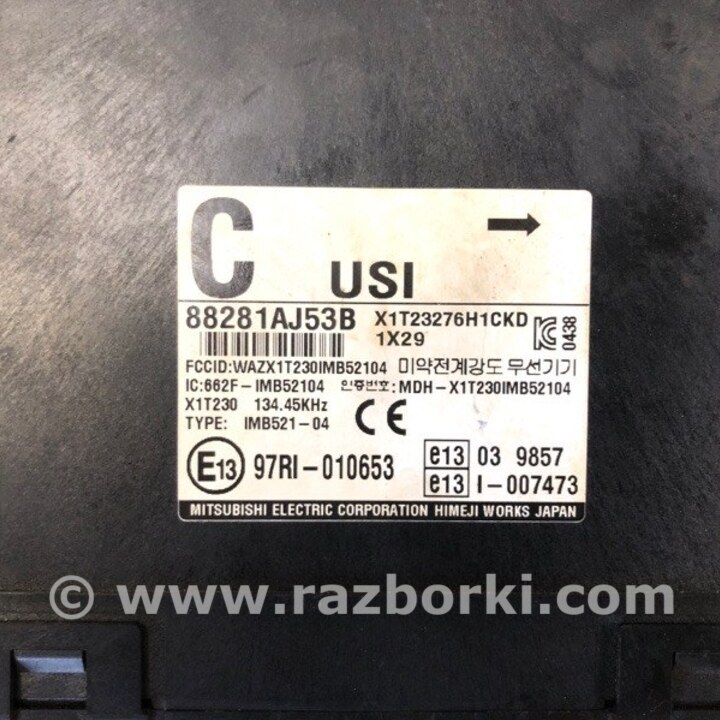 C
USI
88281AJ53B X1T23276H1CKD
1X29
0438
FCCID:WAZX1T230IMB52104 미약전계강도 무선기기
IC:662F-IMB52104 인증번호:MDH-X1T230IMB52104
X1T230 134.45KHz
TYPE: IMB521-04 CE
E13 97RI-010653
e13 03 9857
e13 I-007473
MITSUBISHI ELECTRIC CORPORATION HIMEJI WORKS JAPAN
© www.razborki.com